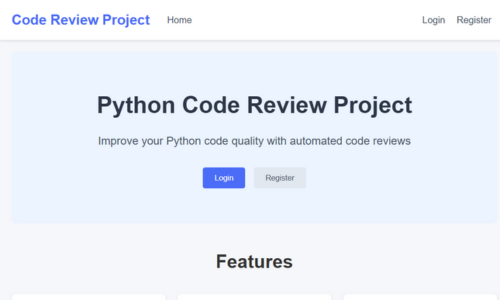 Code Review Project Home Login Register
Python Code Review Project
Improve your Python code quality with automated code reviews
Login Register
Features